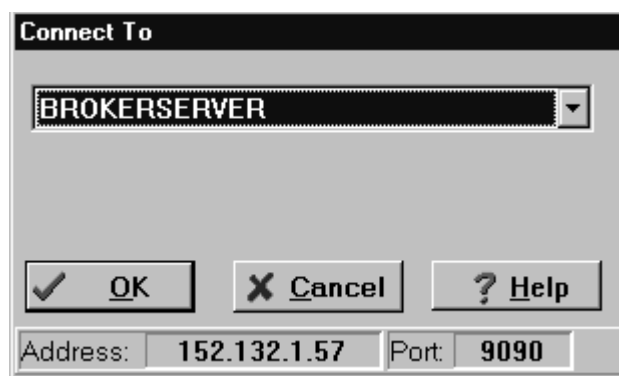 Connect To
BROKERSERVER
OK Cancel ? Help
Address: 152.132.1.57 Port: 9090